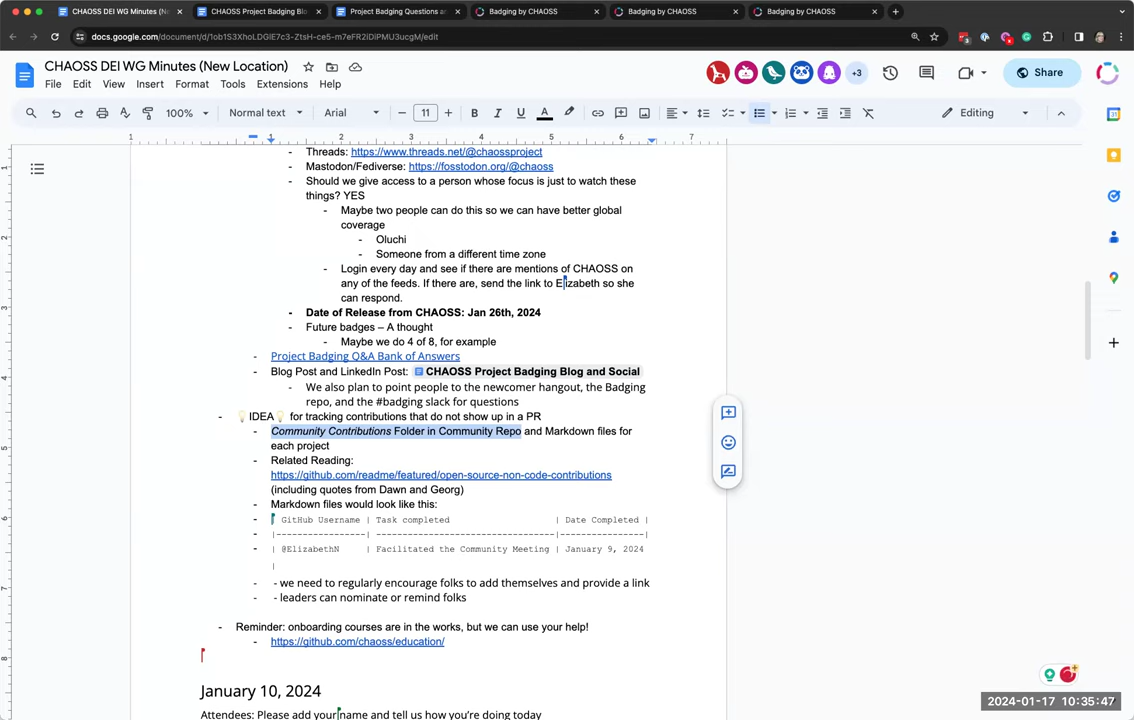 CHAOSS DEI WG Minutes (Ne
CHAOSS Project Badging Blo
Project Badging Questions a
Badging by CHAOSS
Badging by CHAOSS
Badging by CHAOSS
CHAOSS DEI WG Minutes (New Location)
File Edit View Insert Format Tools Extensions Help
+3
Share
100%
Normal text
Arial
11
Editing
1 1 2 3 4 5 6 7
- Threads: https://www.threads.net/@chaossproject
- Mastodon/Fediverse: https://fosstodon.org/@chaoss
- Should we give access to a person whose focus is just to watch these
things? YES
- Maybe two people can do this so we can have better global
coverage
- Oluchi
- Someone from a different time zone
- Login every day and see if there are mentions of CHAOSS on
any of the feeds. If there are, send the link to Elizabeth so she
can respond.
- Date of Release from CHAOSS: Jan 26th, 2024
- Future badges – A thought
- Maybe we do 4 of 8, for example
- Project Badging Q&A Bank of Answers
- Blog Post and LinkedIn Post: CHAOSS Project Badging Blog and Social
- We also plan to point people to the newcomer hangout, the Badging
repo, and the #badging slack for questions
- 💡IDEA💡 for tracking contributions that do not show up in a PR
- Community Contributions Folder in Community Repo and Markdown files for
each project
- Related Reading:
https://github.com/readme/featured/open-source-non-code-contributions
(including quotes from Dawn and Georg)
- Markdown files would look like this:
- | GitHub Username | Task completed | Date Completed |
- |-----------------|-----------------------------------|----------------|
- | @ElizabethN | Facilitated the Community Meeting | January 9, 2024
|
- - we need to regularly encourage folks to add themselves and provide a link
- - leaders can nominate or remind folks
- Reminder: onboarding courses are in the works, but we can use your help!
- https://github.com/chaoss/education/
January 10, 2024
Attendees: Please add your name and tell us how you're doing today
2024-01-17 10:35:47